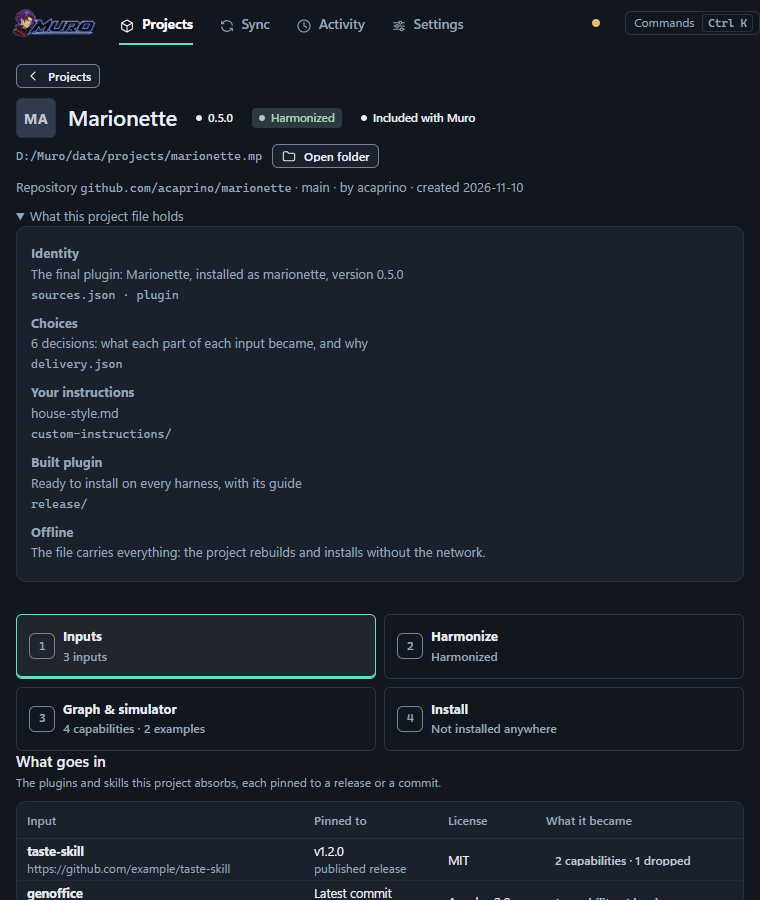 MURO
Projects
Sync
Activity
Settings
Commands
Ctrl K
Projects
MA
Marionette
0.5.0
Harmonized
Included with Muro
D:/Muro/data/projects/marionette.mp
Open folder
Repository github.com/acaprino/marionette · main · by acaprino · created 2026-11-10
What this project file holds
Identity
The final plugin: Marionette, installed as marionette, version 0.5.0
sources.json · plugin
Choices
6 decisions: what each part of each input became, and why
delivery.json
Your instructions
house-style.md
custom-instructions/
Built plugin
Ready to install on every harness, with its guide
release/
Offline
The file carries everything: the project rebuilds and installs without the network.
1
Inputs
3 inputs
2
Harmonize
Harmonized
3
Graph & simulator
4 capabilities · 2 examples
4
Install
Not installed anywhere
What goes in
The plugins and skills this project absorbs, each pinned to a release or a commit.
Input
Pinned to
License
What it became
taste-skill
v1.2.0
https://github.com/example/taste-skill
published release
MIT
2 capabilities · 1 dropped
genoffice
Latest commit